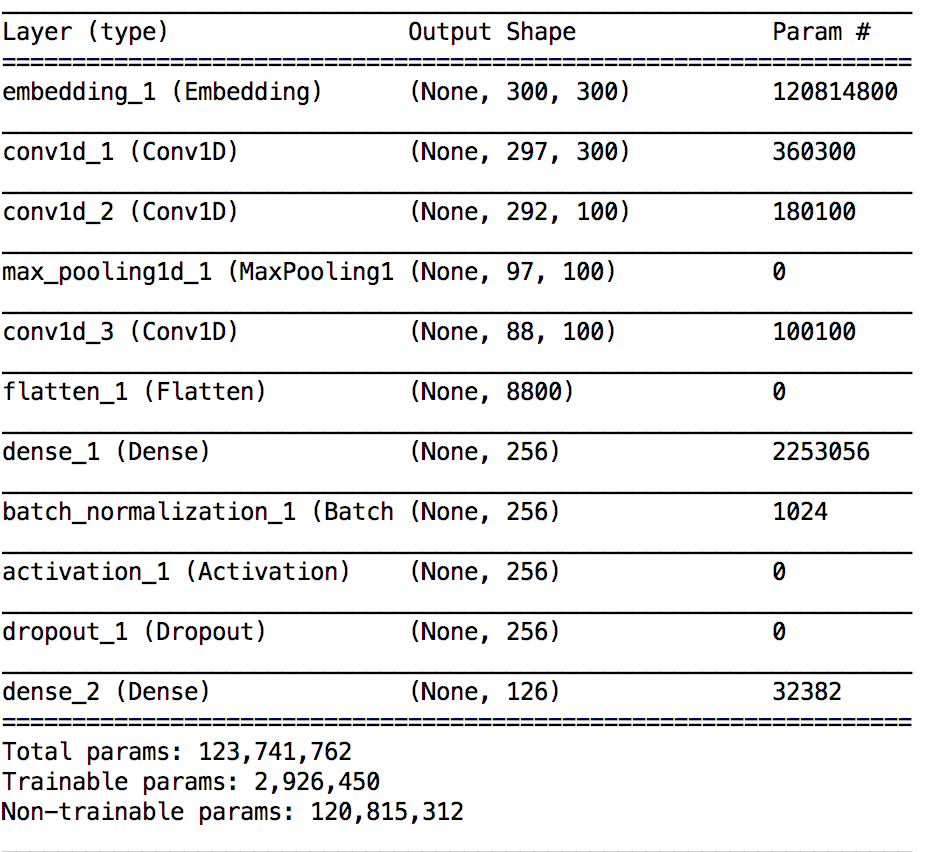 Layer (type) Output Shape Param #
embedding_1 (Embedding) (None, 300, 300) 120814800
conv1d_1 (Conv1D) (None, 297, 300) 360300
conv1d_2 (Conv1D) (None, 292, 100) 180100
max_pooling1d_1 (MaxPooling1 (None, 97, 100) 0
conv1d_3 (Conv1D) (None, 88, 100) 100100
flatten_1 (Flatten) (None, 8800) 0
dense_1 (Dense) (None, 256) 2253056
batch_normalization_1 (Batch (None, 256) 1024
activation_1 (Activation) (None, 256) 0
dropout_1 (Dropout) (None, 256) 0
dense_2 (Dense) (None, 126) 32382
Total params: 123,741,762
Trainable params: 2,926,450
Non-trainable params: 120,815,312